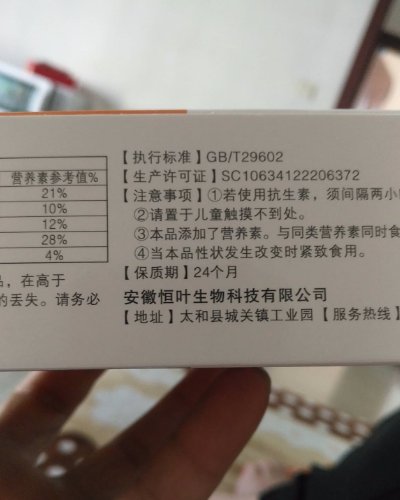 营养素参考值%
21%
10%
12%
28%
4%
品，在高于
的丢失。请务必
【执行标准】GB/T29602
【生产许可证】SC10634122206372
【注意事项】①若使用抗生素，须间隔两小
②请置于儿童触摸不到处。
③本品添加了营养素。与同类营养素同时食
④当本品性状发生改变时紧致食用。
【保质期】24个月
安徽恒叶生物科技有限公司
【地址】太和县城关镇工业园【服务热线】